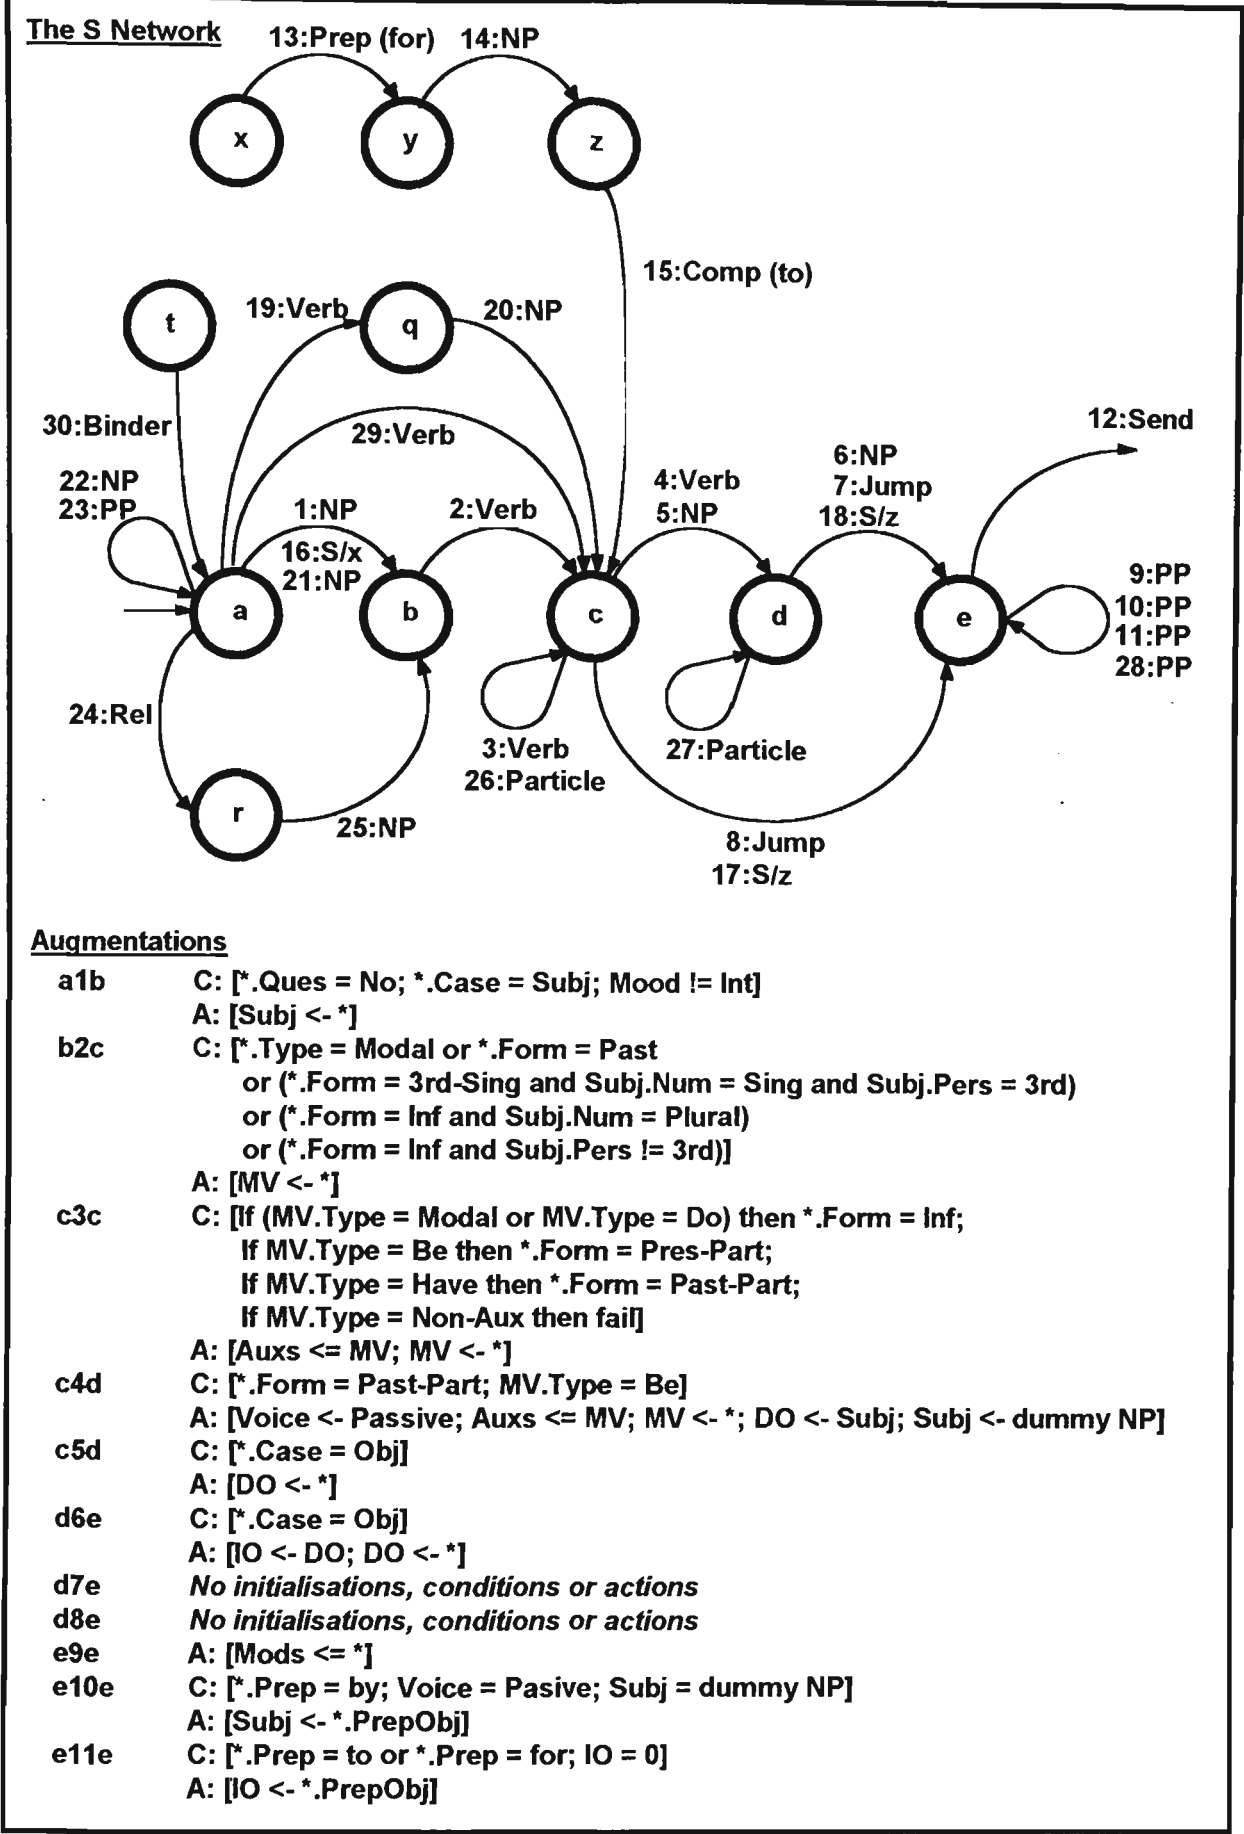 The S Network
13:Prep (for)
14:NP
x
y
z
15:Comp (to)
t
19:Verb
q
20:NP
30:Binder
29:Verb
12:Send
22:NP
23:PP
1:NP
16:S/x
21:NP
2:Verb
4:Verb
5:NP
6:NP
7:Jump
18:S/z
9:PP
10:PP
11:PP
28:PP
a
b
c
d
e
24:Rel
3:Verb
26:Particle
27:Particle
r
25:NP
8:Jump
17:S/z
Augmentations
a1b C: [*.Ques = No; *.Case = Subj; Mood != Int]
A: [Subj <- *]
b2c C: [*.Type = Modal or *.Form = Past
or (*.Form = 3rd-Sing and Subj.Num = Sing and Subj.Pers = 3rd)
or (*.Form = Inf and Subj.Num = Plural)
or (*.Form = Inf and Subj.Pers != 3rd)]
A: [MV <- *]
c3c C: [If (MV.Type = Modal or MV.Type = Do) then *.Form = Inf;
If MV.Type = Be then *.Form = Pres-Part;
If MV.Type = Have then *.Form = Past-Part;
If MV.Type = Non-Aux then fail]
A: [Auxs <= MV; MV <- *]
c4d C: [*.Form = Past-Part; MV.Type = Be]
A: [Voice <- Passive; Auxs <= MV; MV <- *; DO <- Subj; Subj <- dummy NP]
c5d C: [*.Case = Obj]
A: [DO <- *]
d6e C: [*.Case = Obj]
A: [IO <- DO; DO <- *]
d7e No initialisations, conditions or actions
d8e No initialisations, conditions or actions
e9e A: [Mods <= *]
e10e C: [*.Prep = by; Voice = Pasive; Subj = dummy NP]
A: [Subj <- *.PrepObj]
e11e C: [*.Prep = to or *.Prep = for; IO = 0]
A: [IO <- *.PrepObj]